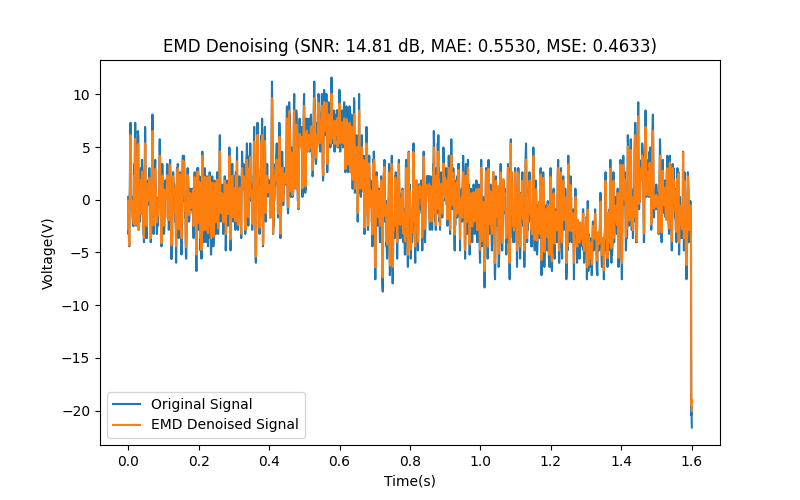 EMD Denoising (SNR: 14.81 dB, MAE: 0.5530, MSE: 0.4633)
10
5
0
−5
−10
−15
−20
Voltage(V)
Original Signal
EMD Denoised Signal
0.0 0.2 0.4 0.6 0.8 1.0 1.2 1.4 1.6
Time(s)